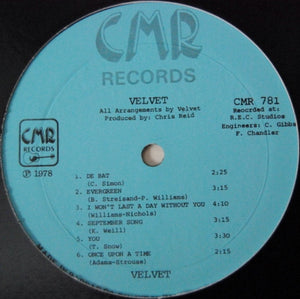 CMR
RECORDS
VELVET
All Arrangements by Velvet
Produced by: Chris Reid
CMR 781
Recorded at:
R.E.C. Studios
Engineers: C. Gibbs
F. Chandler
CMR
RECORDS
℗ 1978
1. DE BAT 2:25
(C. Simon)
2. EVERGREEN 3:15
(B. Streisand-P. Williams)
3. I WON'T LAST A DAY WITHOUT YOU 4:10
(Williams-Nichols)
4. SEPTEMBER SONG 3:15
(K. Weill)
5. YOU 3:30
(T. Snow)
6. ONCE UPON A TIME 2:35
(Adams-Strouse)
VELVET